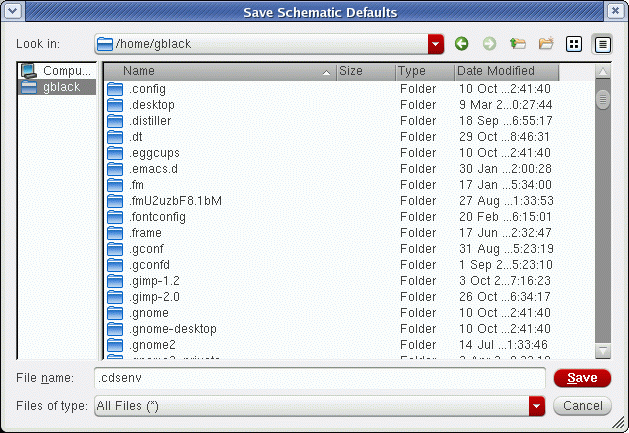 Save Schematic Defaults
Look in: /home/gblack
Compu...
gblack
Name Size Type Date Modified
.config Folder 10 Oct ...2:41:40
.desktop Folder 9 Mar 2...0:27:44
.distiller Folder 18 Sep ...6:55:17
.dt Folder 29 Oct ...8:46:31
.eggcups Folder 10 Oct ...2:41:40
.emacs.d Folder 30 Jan ...2:00:28
.fm Folder 17 Jan ...5:34:00
.fmU2uzbF8.1bM Folder 27 Aug ...1:33:53
.fontconfig Folder 20 Feb ...6:15:01
.frame Folder 17 Jun ...2:32:47
.gconf Folder 31 Aug ...5:23:19
.gconfd Folder 1 Sep 2...5:23:10
.gimp-1.2 Folder 3 Oct 2...7:16:23
.gimp-2.0 Folder 26 Oct ...6:34:17
.gnome Folder 10 Oct ...2:41:40
.gnome-desktop Folder 10 Oct ...2:41:40
.gnome2 Folder 14 Jul ...1:33:46
File name: .cdsenv Save
Files of type: All Files (*) Cancel